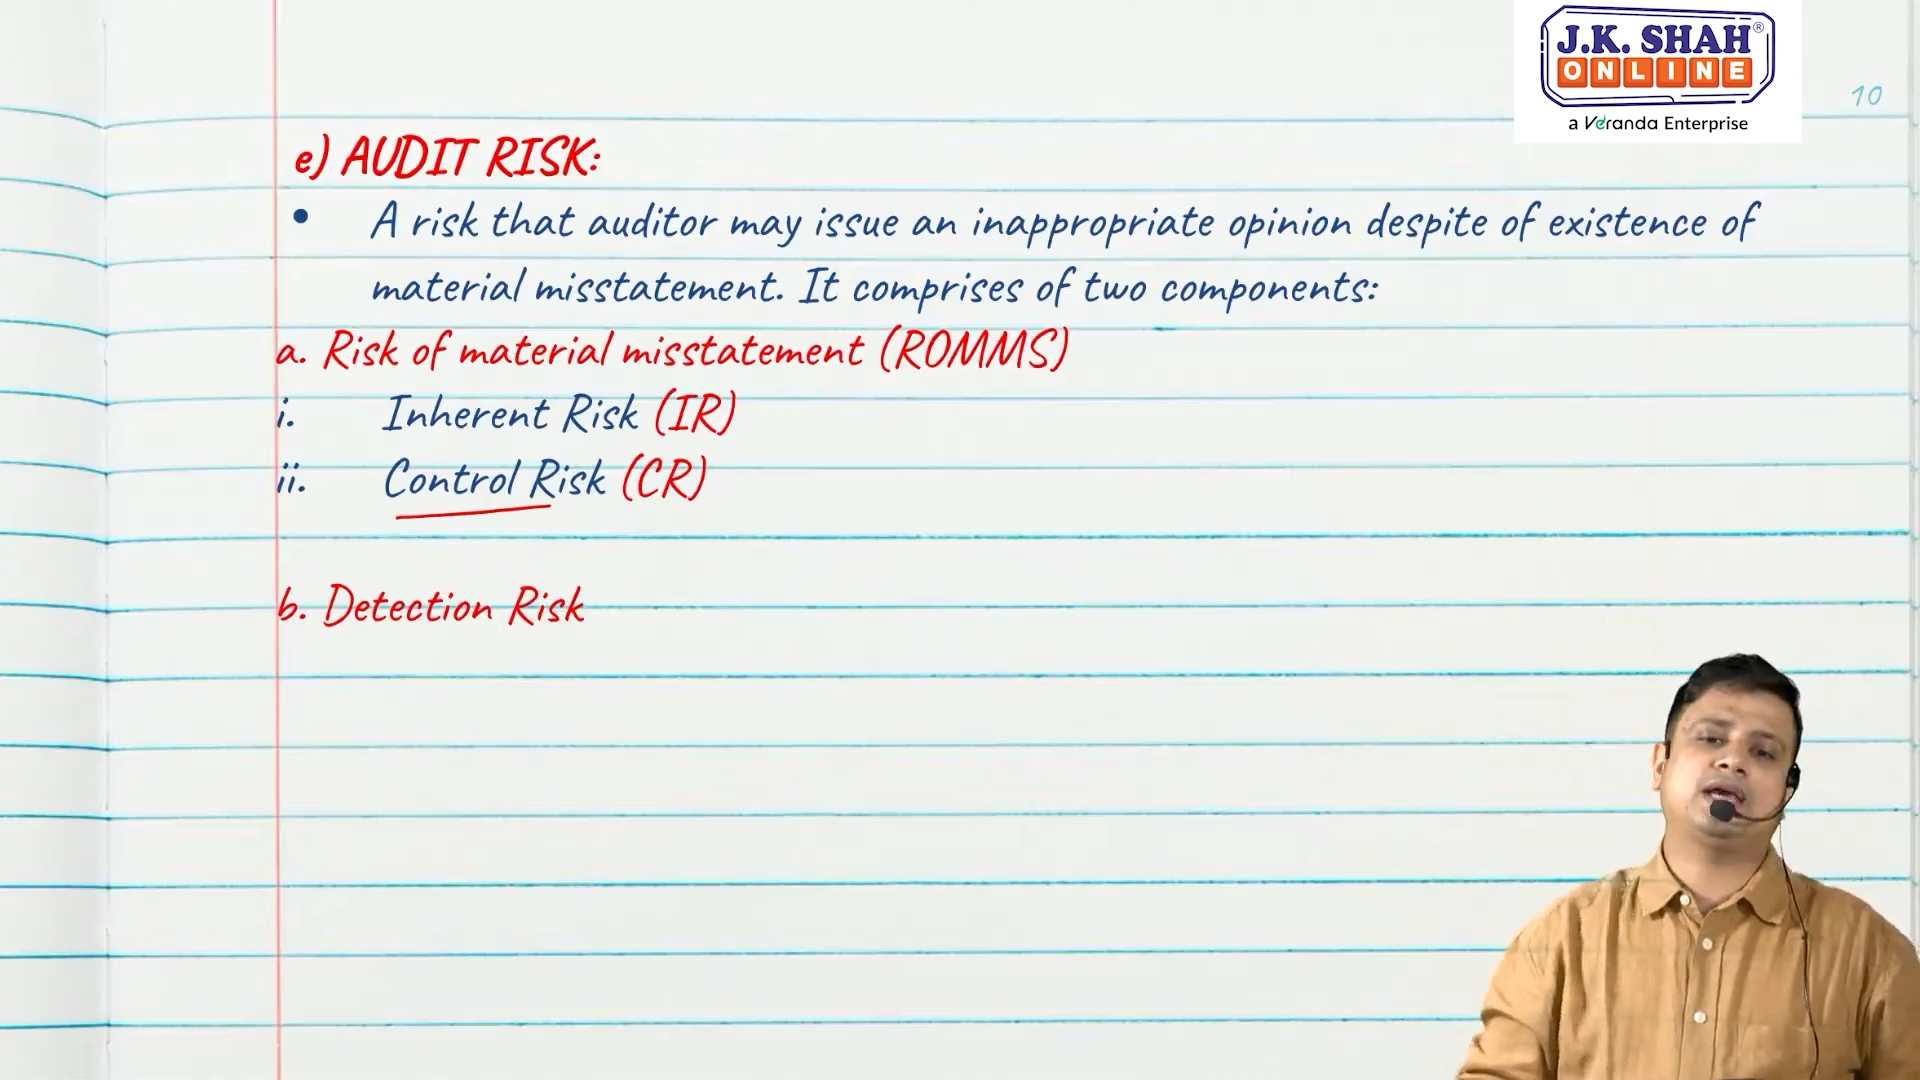 J.K. SHAH®
ONLINE
a Veranda Enterprise
10
e) AUDIT RISK:
• A risk that auditor may issue an inappropriate opinion despite of existence of
material misstatement. It comprises of two components:
a. Risk of material misstatement (ROMMS)
i. Inherent Risk (IR)
ii. Control Risk (CR)
b. Detection Risk